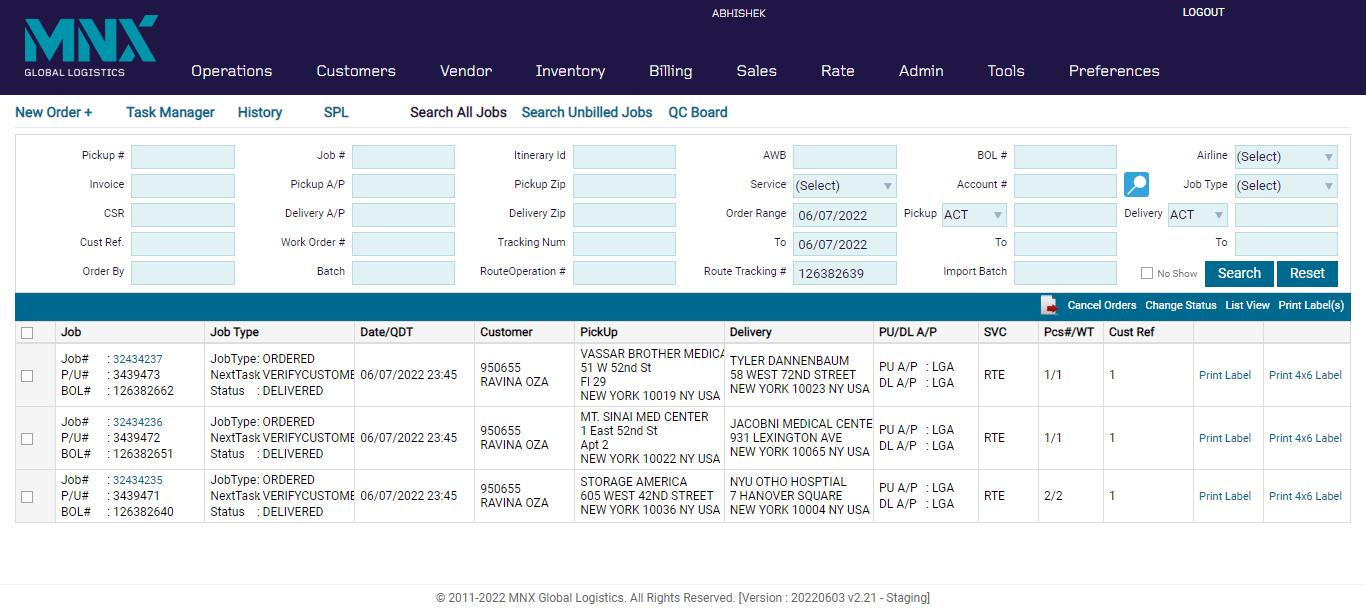 ABHISHEK
LOGOUT
MNX
GLOBAL LOGISTICS
Operations Customers Vendor Inventory Billing Sales Rate Admin Tools Preferences
New Order + Task Manager History SPL Search All Jobs Search Unbilled Jobs QC Board
Pickup # Job # Itinerary Id AWB BOL # Airline (Select)
Invoice Pickup A/P Pickup Zip Service (Select) Account # Job Type (Select)
CSR Delivery A/P Delivery Zip Order Range 06/07/2022 Pickup ACT Delivery ACT
Cust Ref. Work Order # Tracking Num To 06/07/2022 To To
Order By Batch RouteOperation # Route Tracking # 126382639 Import Batch No Show Search Reset
Cancel Orders Change Status List View Print Label(s)
Job Job Type Date/QDT Customer PickUp Delivery PU/DL A/P SVC Pcs#/WT Cust Ref
Job# : 32434237
P/U# : 3439473
BOL# : 126382662
JobType: ORDERED
NextTask VERIFYCUSTOME
Status : DELIVERED
06/07/2022 23:45
950655
RAVINA OZA
VASSAR BROTHER MEDICA
51 W 52nd St
Fl 29
NEW YORK 10019 NY USA
TYLER DANNENBAUM
58 WEST 72ND STREET
NEW YORK 10023 NY USA
PU A/P : LGA
DL A/P : LGA
RTE
1/1
1
Print Label
Print 4x6 Label
Job# : 32434236
P/U# : 3439472
BOL# : 126382651
JobType: ORDERED
NextTask VERIFYCUSTOME
Status : DELIVERED
06/07/2022 23:45
950655
RAVINA OZA
MT. SINAI MED CENTER
1 East 52nd St
Apt 2
NEW YORK 10022 NY USA
JACOBNI MEDICAL CENTE
931 LEXINGTON AVE
NEW YORK 10065 NY USA
PU A/P : LGA
DL A/P : LGA
RTE
1/1
1
Print Label
Print 4x6 Label
Job# : 32434235
P/U# : 3439471
BOL# : 126382640
JobType: ORDERED
NextTask VERIFYCUSTOME
Status : DELIVERED
06/07/2022 23:45
950655
RAVINA OZA
STORAGE AMERICA
605 WEST 42ND STREET
NEW YORK 10036 NY USA
NYU OTHO HOSPTIAL
7 HANOVER SQUARE
NEW YORK 10004 NY USA
PU A/P : LGA
DL A/P : LGA
RTE
2/2
1
Print Label
Print 4x6 Label
© 2011-2022 MNX Global Logistics. All Rights Reserved. [Version : 20220603 v2.21 - Staging]